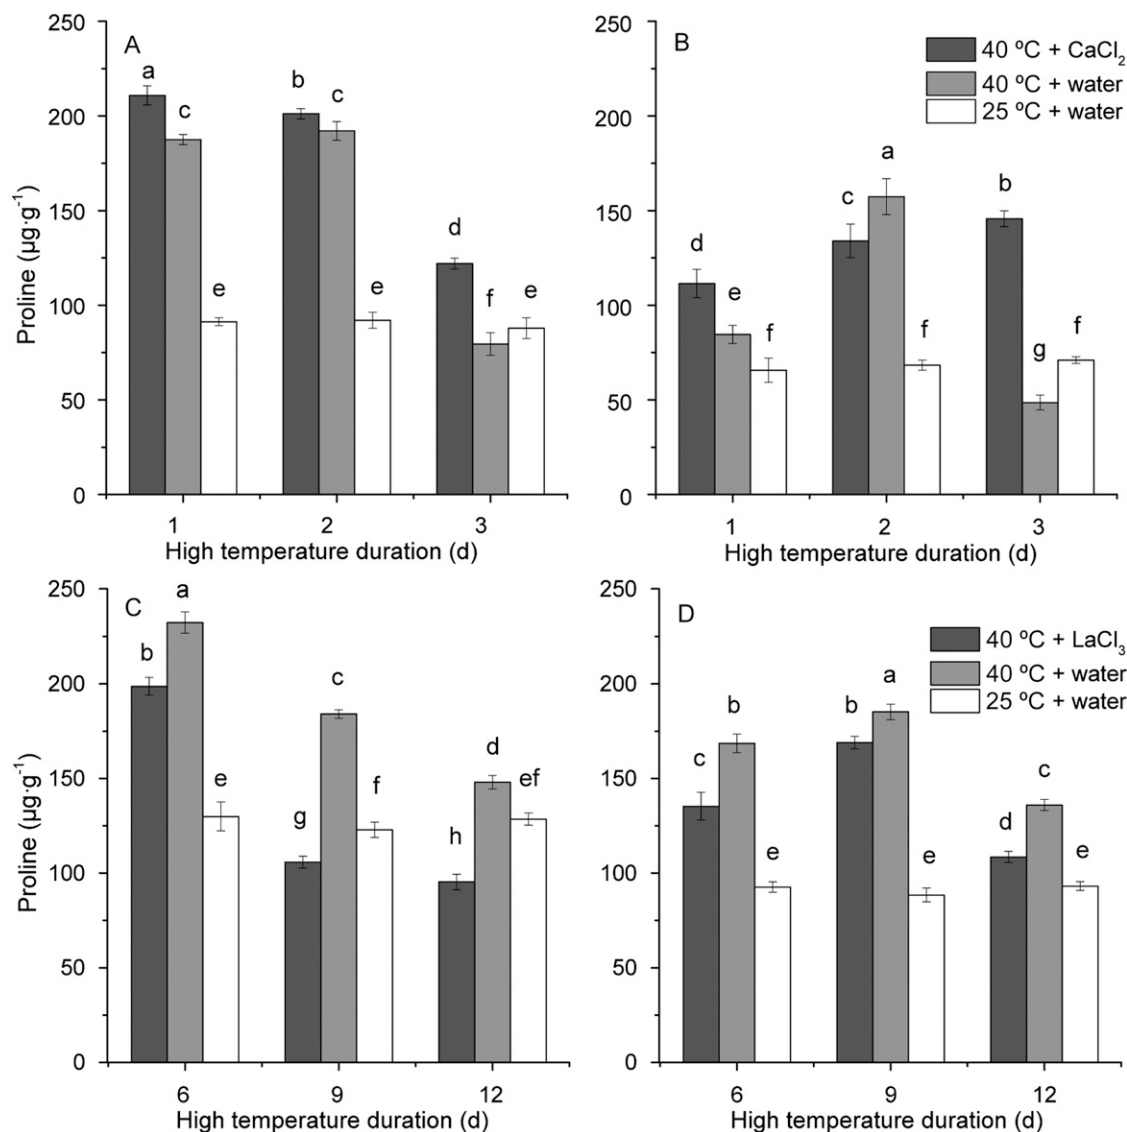 A
B
40 ºC + CaCl₂
40 ºC + water
25 ºC + water
Proline (µg·g⁻¹)
250
200
150
100
50
0
a
c
e
b
c
e
d
f
e
1
2
3
High temperature duration (d)
250
200
150
100
50
0
d
e
f
c
a
f
b
g
f
1
2
3
High temperature duration (d)
C
D
40 ºC + LaCl₃
40 ºC + water
25 ºC + water
Proline (µg·g⁻¹)
250
200
150
100
50
0
b
a
e
g
c
f
h
d
ef
6
9
12
High temperature duration (d)
250
200
150
100
50
0
c
b
e
b
a
e
d
c
e
6
9
12
High temperature duration (d)